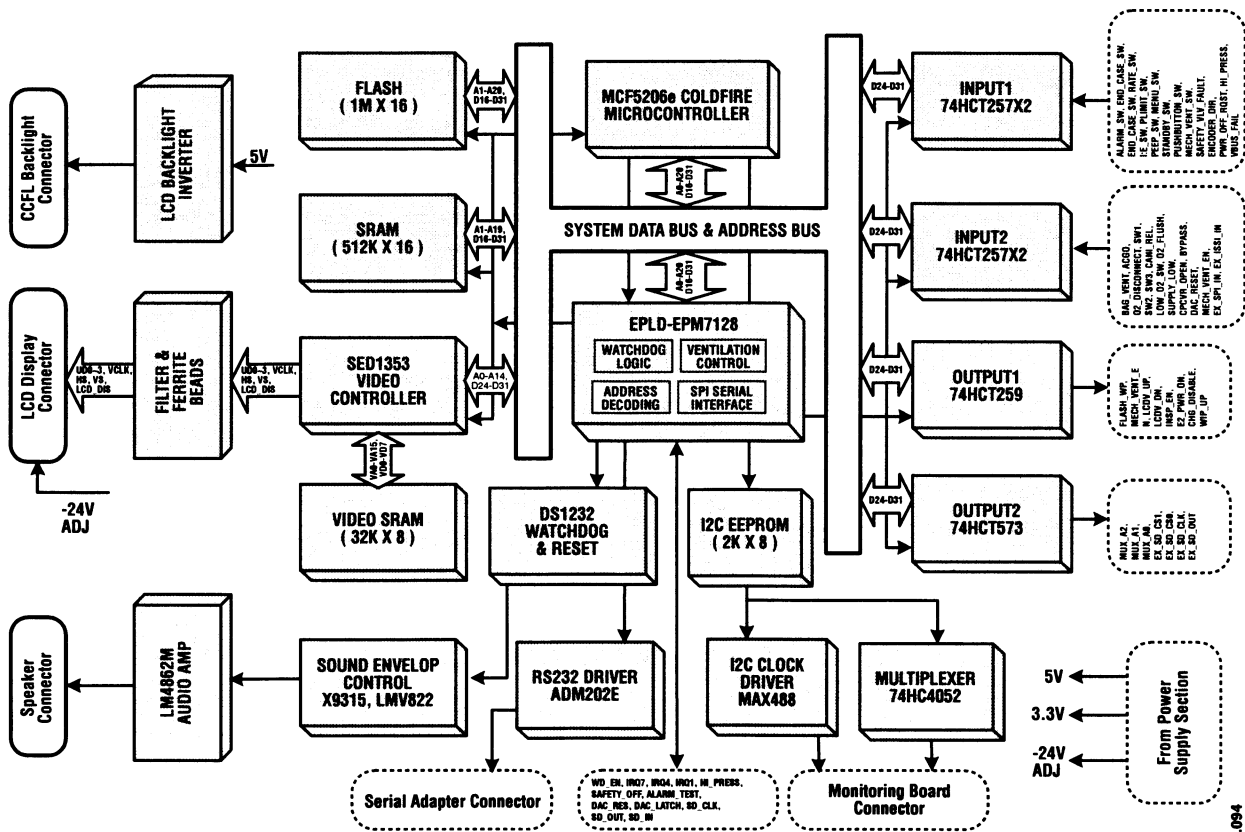 CCFL Backlight
Connector
LCD BACKLIGHT
INVERTER
5V
LCD Display
Connector
UD0-3, VCLK,
HS, VS,
LCD_DIS
FILTER &
FERRITE
BEADS
UD0-3, VCLK,
HS, VS,
LCD_DIS
-24V
ADJ
Speaker
Connector
LM4862M
AUDIO AMP
FLASH
( 1M X 16 )
A1-A20,
D16-D31
SRAM
( 512K X 16 )
A1-A19,
D16-D31
SED1353
VIDEO
CONTROLLER
A0-A14,
D24-D31
VA0-VA15,
VD0-VD7
VIDEO SRAM
( 32K X 8 )
SOUND ENVELOP
CONTROL
X9315, LMV822
MCF5206e COLDFIRE
MICROCONTROLLER
A0-A20
D16-D31
SYSTEM DATA BUS & ADDRESS BUS
A0-A20
D16-D31
EPLD-EPM7128
WATCHDOG
LOGIC
VENTILATION
CONTROL
ADDRESS
DECODING
SPI SERIAL
INTERFACE
DS1232
WATCHDOG
& RESET
I2C EEPROM
( 2K X 8 )
RS232 DRIVER
ADM202E
I2C CLOCK
DRIVER
MAX488
MULTIPLEXER
74HC4052
Serial Adapter Connector
WD_EN, IRQ7, IRQ4, IRQ1, HI_PRESS,
SAFETY_OFF, ALARM_TEST,
DAC_RES, DAC_LATCH, SD_CLK,
SD_OUT, SD_IN
Monitoring Board
Connector
D24-D31
INPUT1
74HCT257X2
ALARM_SW, END_CASE_SW,
END_CASE_SW, RATE_SW,
I:E_SW, PLIMIT_SW,
PEEP_SW, MENU_SW,
STANDBY_SW,
PUSHBUTTON_SW,
MECH_VENT_SW,
SAFETY_VLV_FAULT,
ENCODER_DIR,
PWR_OFF_RQST, HI_PRESS,
VBUS_FAIL
D24-D31
INPUT2
74HCT257X2
BAG_VENT, ACGO,
O2_DISCONNECT, SW1,
SW2, SW3, CANI_REL,
LOW_O2_SW, O2_FLUSH,
SUPPLY_LOW,
CPCVR_OPEN, BYPASS,
DAC_RESET,
MECH_VENT_EN,
EX_SPI_IN, EX_ISSI_IN
D24-D31
OUTPUT1
74HCT259
FLASH_WP,
MECH_VENT_E
N, LCDV_UP,
LCDV_DN,
INSP_EN,
E2_PWR_DN,
CHG_DISABLE,
WIP_UP
D24-D31
OUTPUT2
74HCT573
MUX_A2,
MUX_A1,
MUX_A0,
EX_SD_CS1,
EX_SD_CS0,
EX_SD_CLK,
EX_SD_OUT
5V
3.3V
-24V
ADJ
From Power
Supply Section